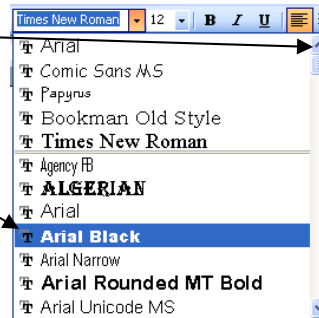 Times New Roman 12 B I U
Arial
Comic Sans MS
Papyrus
Bookman Old Style
Times New Roman
Agency FB
ALGERIAN
Arial
Arial Black
Arial Narrow
Arial Rounded MT Bold
Arial Unicode MS